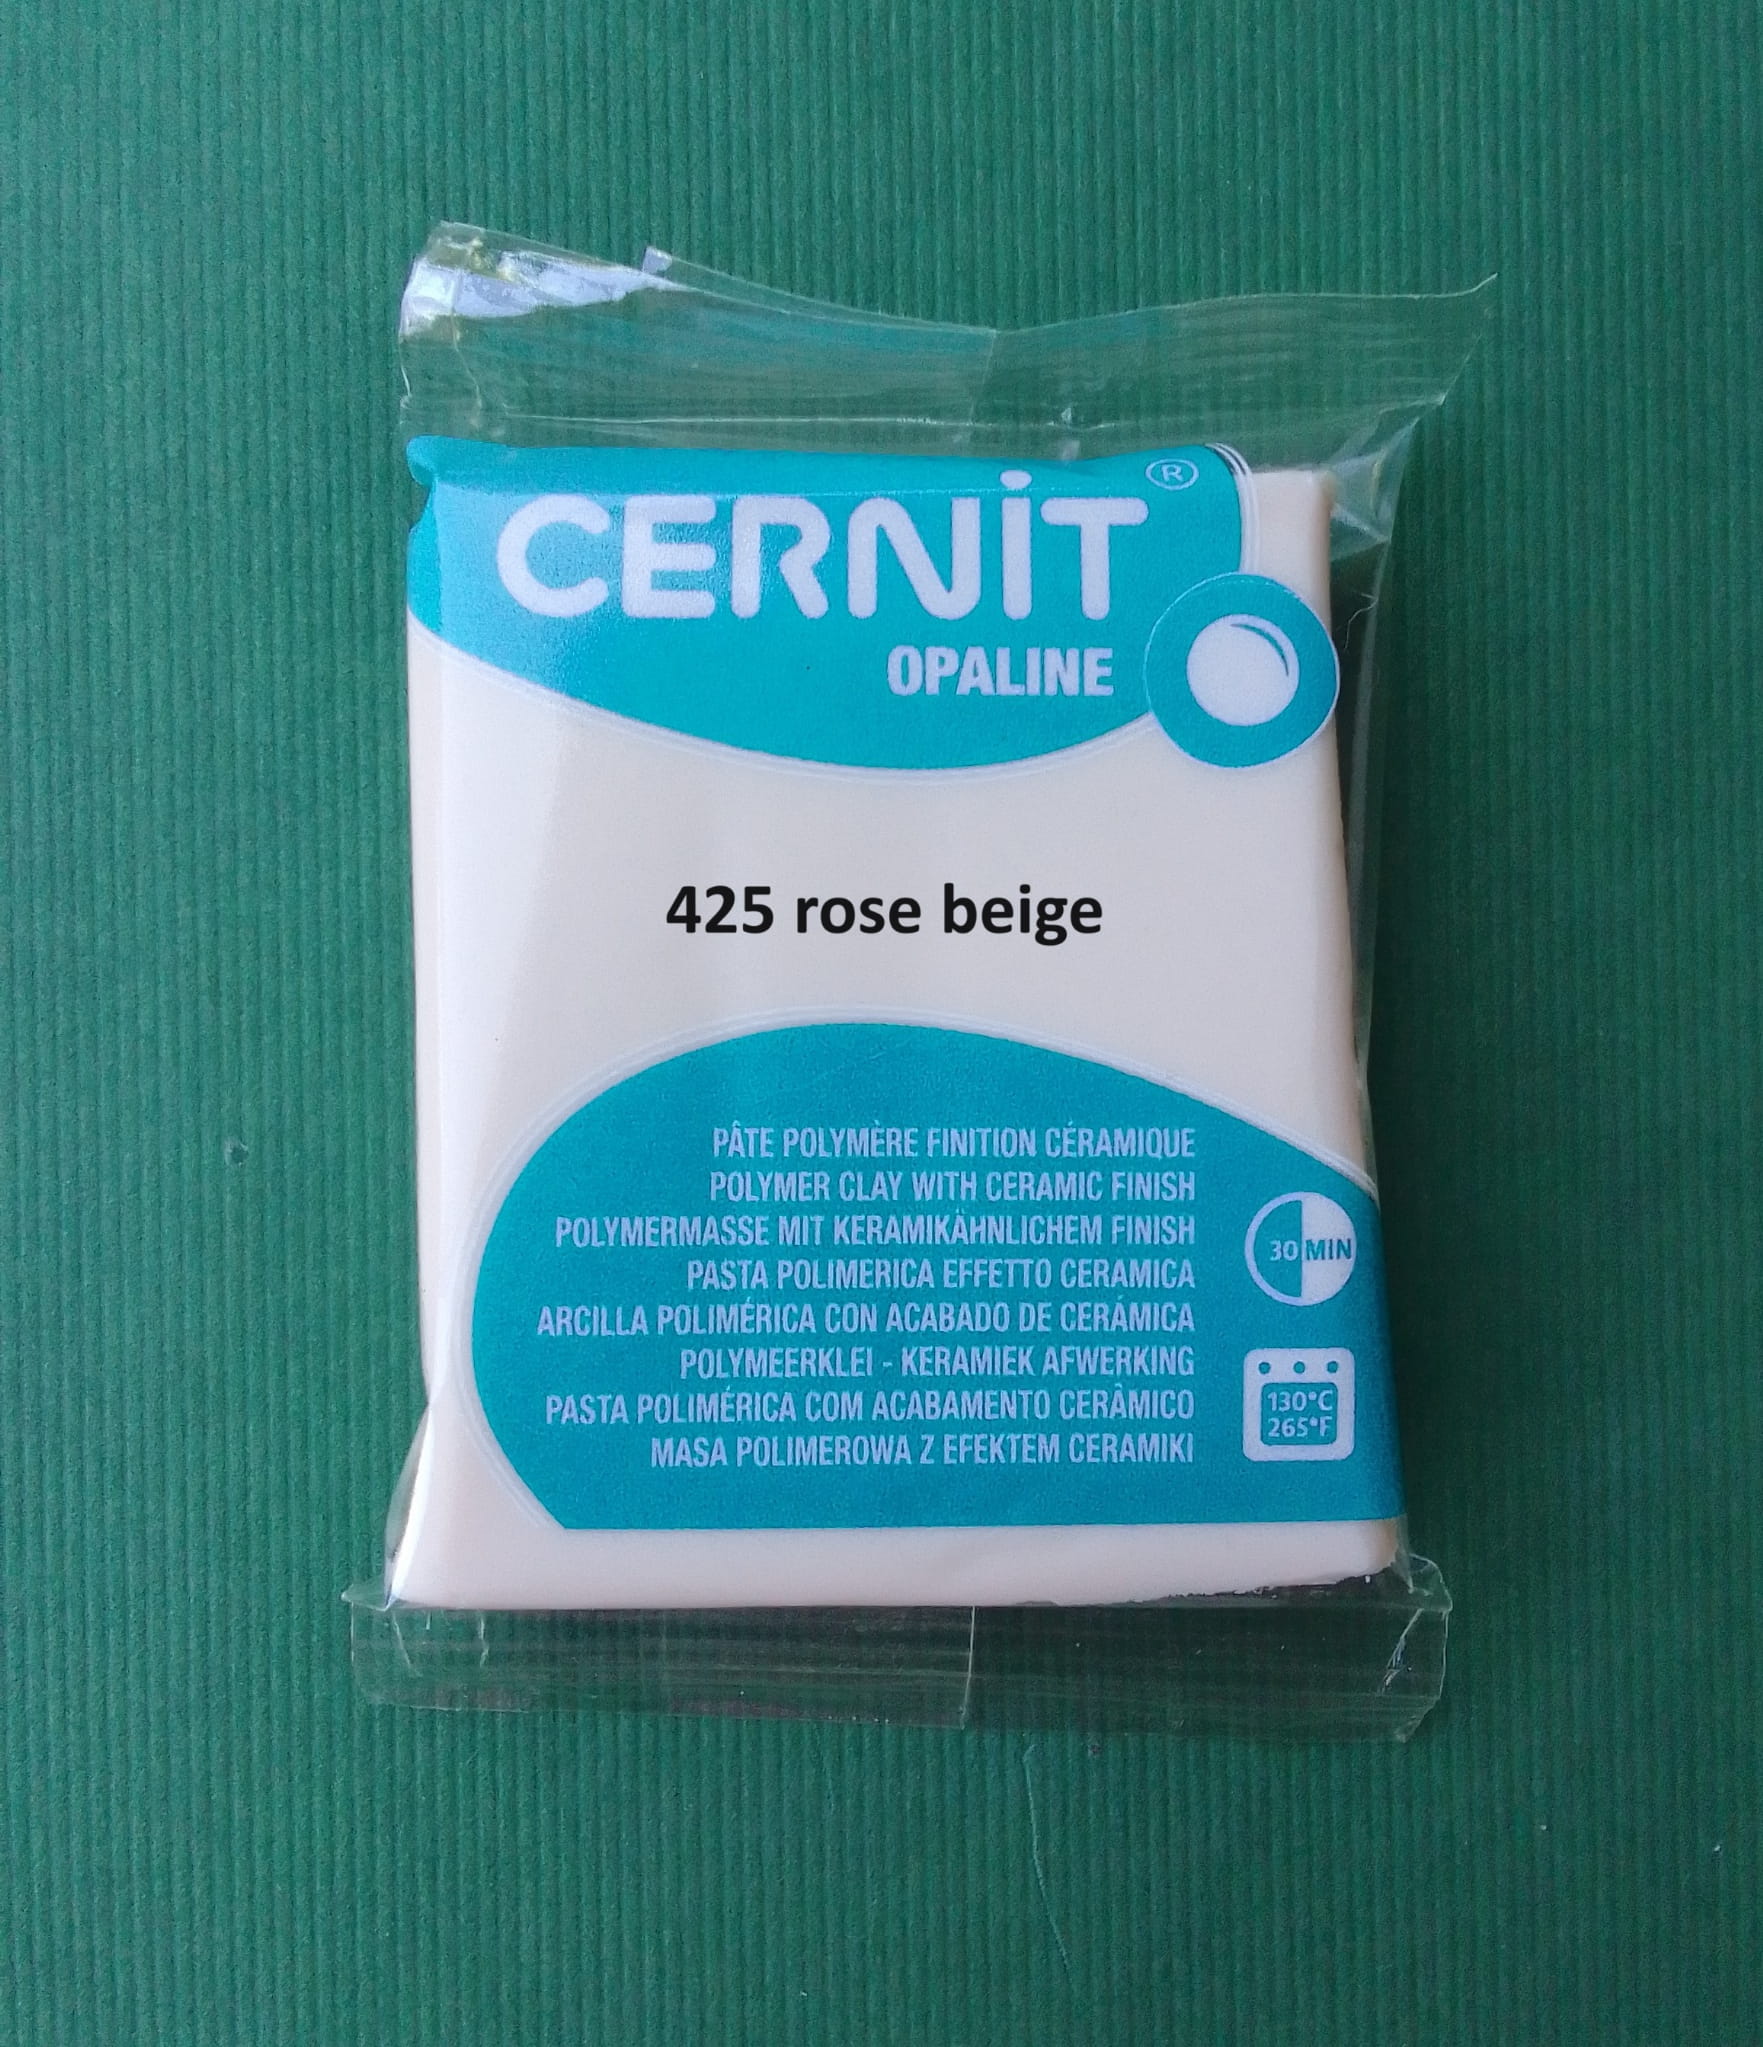 CERNIT ®
OPALINE
425 rose beige
PÂTE POLYMÈRE FINITION CÉRAMIQUE
POLYMER CLAY WITH CERAMIC FINISH
POLYMERMASSE MIT KERAMIKÄHNLICHEM FINISH
PASTA POLIMERICA EFFETTO CERAMICA
ARCILLA POLIMÉRICA CON ACABADO DE CERÁMICA
POLYMEERKLEI - KERAMIEK AFWERKING
PASTA POLIMÉRICA COM ACABAMENTO CERÂMICO
MASA POLIMEROWA Z EFEKTEM CERAMIKI
30 MIN
130°C
265°F